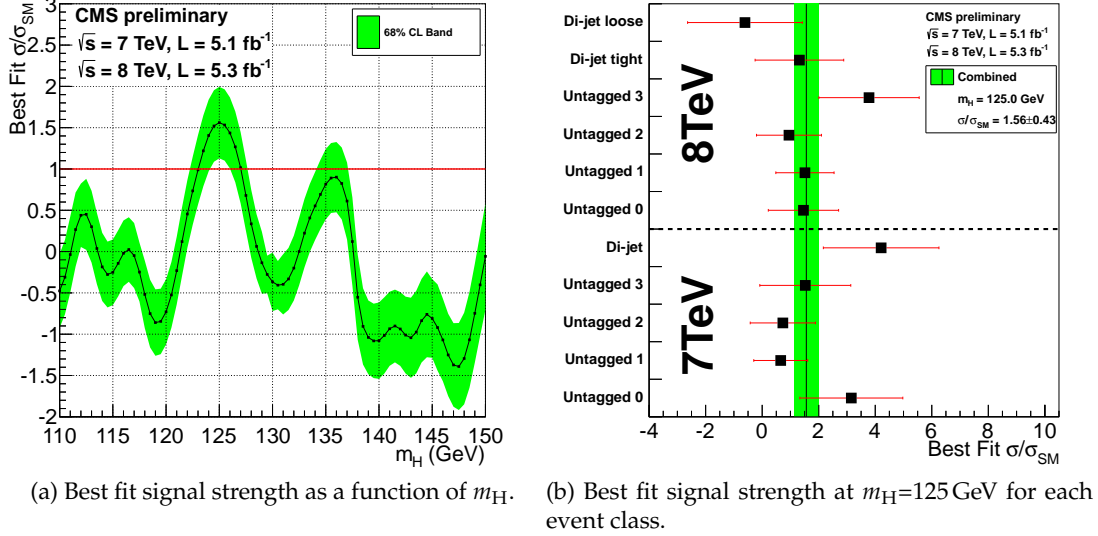 CMS preliminary
√s = 7 TeV, L = 5.1 fb⁻¹
√s = 8 TeV, L = 5.3 fb⁻¹
68% CL Band
Best Fit σ/σSM
3
2.5
2
1.5
1
0.5
0
-0.5
-1
-1.5
-2
110 115 120 125 130 135 140 145 150
mH (GeV)
(a) Best fit signal strength as a function of mH.
CMS preliminary
√s = 7 TeV, L = 5.1 fb⁻¹
√s = 8 TeV, L = 5.3 fb⁻¹
Combined
mH = 125.0 GeV
σ/σSM = 1.56±0.43
8TeV
Di-jet loose
Di-jet tight
Untagged 3
Untagged 2
Untagged 1
Untagged 0
7TeV
Di-jet
Untagged 3
Untagged 2
Untagged 1
Untagged 0
-4 -2 0 2 4 6 8 10
Best Fit σ/σSM
(b) Best fit signal strength at mH=125 GeV for each
event class.